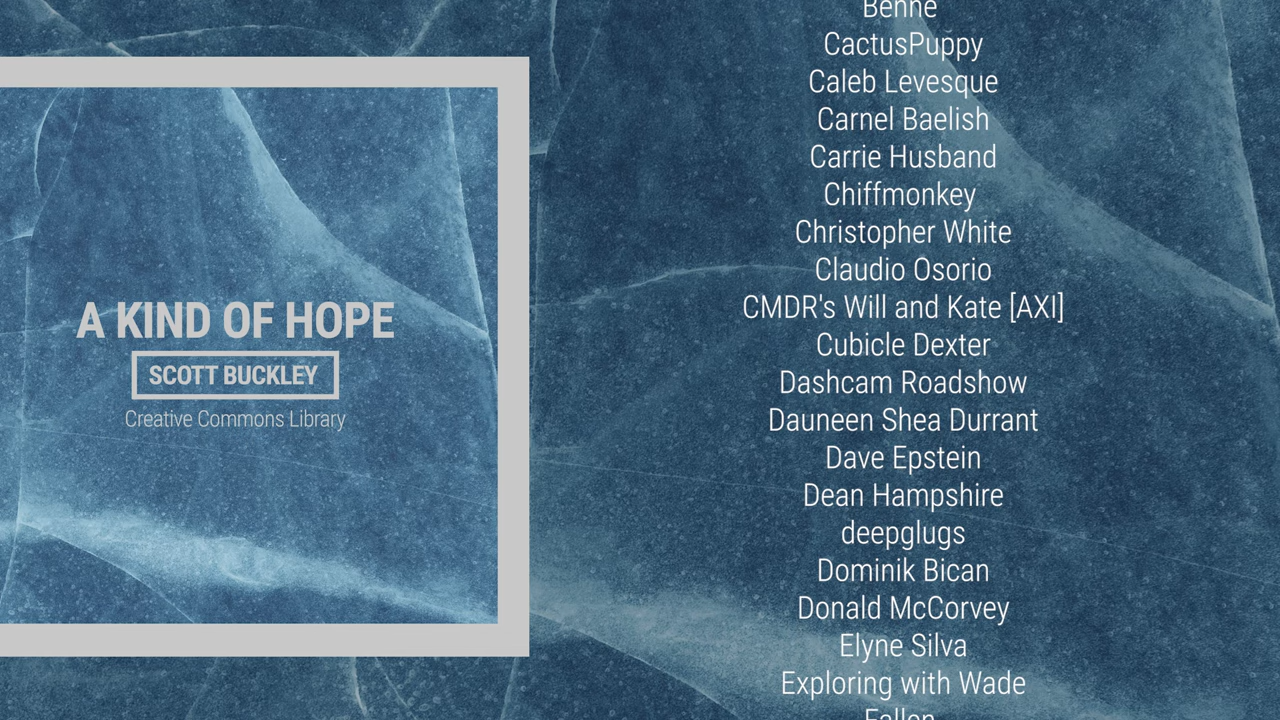 A KIND OF HOPE
SCOTT BUCKLEY
Creative Commons Library
Benne
CactusPuppy
Caleb Levesque
Carnel Baelish
Carrie Husband
Chiffmonkey
Christopher White
Claudio Osorio
CMDR's Will and Kate [AXI]
Cubicle Dexter
Dashcam Roadshow
Dauneen Shea Durrant
Dave Epstein
Dean Hampshire
deepglugs
Dominik Bican
Donald McCorvey
Elyne Silva
Exploring with Wade